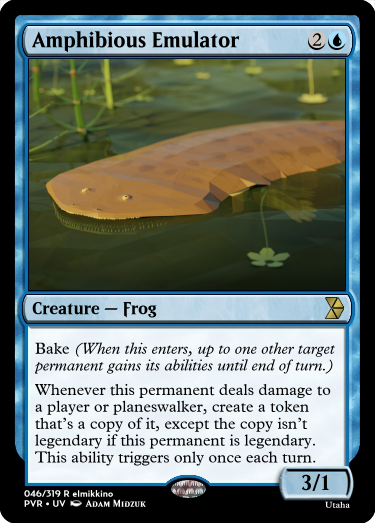 Amphibious Emulator 2
Creature — Frog
Bake (When this enters, up to one other target
permanent gains its abilities until end of turn.)
Whenever this permanent deals damage to
a player or planeswalker, create a token
that's a copy of it, except the copy isn't
legendary if this permanent is legendary.
This ability triggers only once each turn.
3/1
046/319 R elmikkino
PVR • UV Adam Midzuk
Utaha